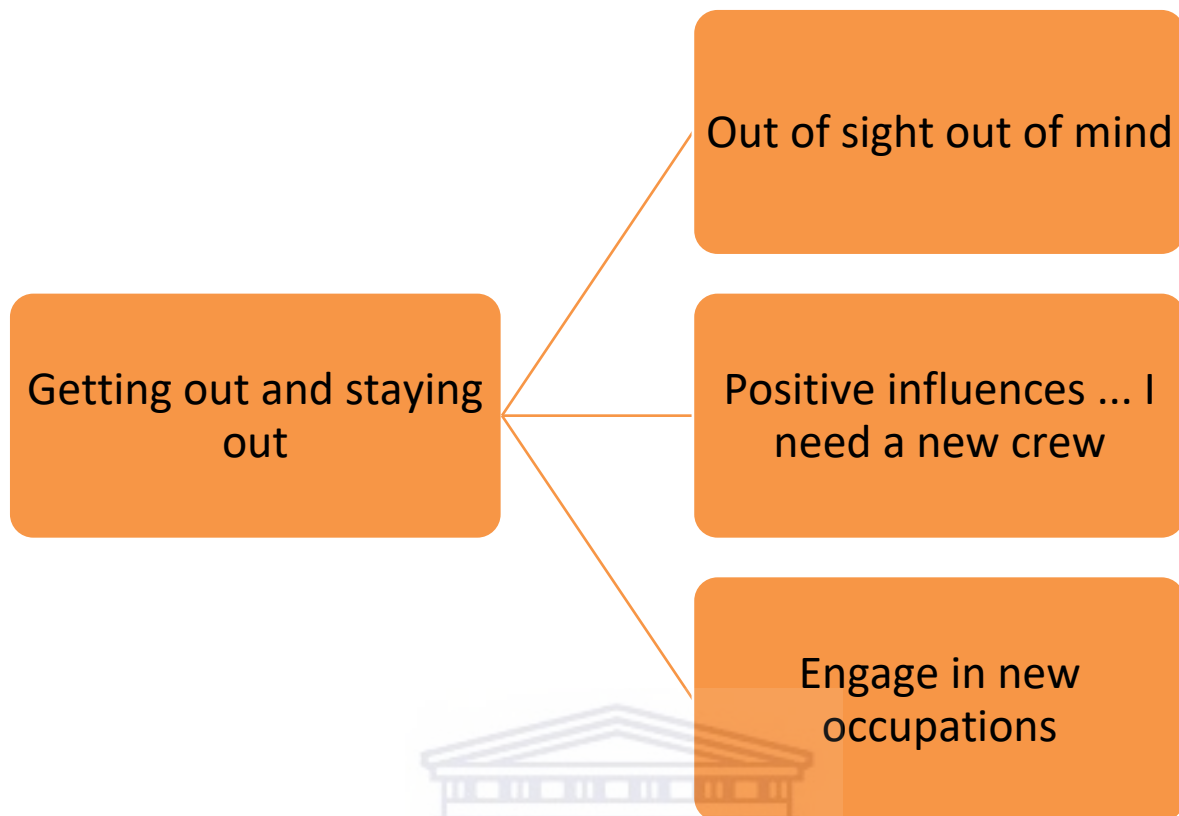 Out of sight out of mind
Getting out and staying
out
Positive influences ... I
need a new crew
Engage in new
occupations